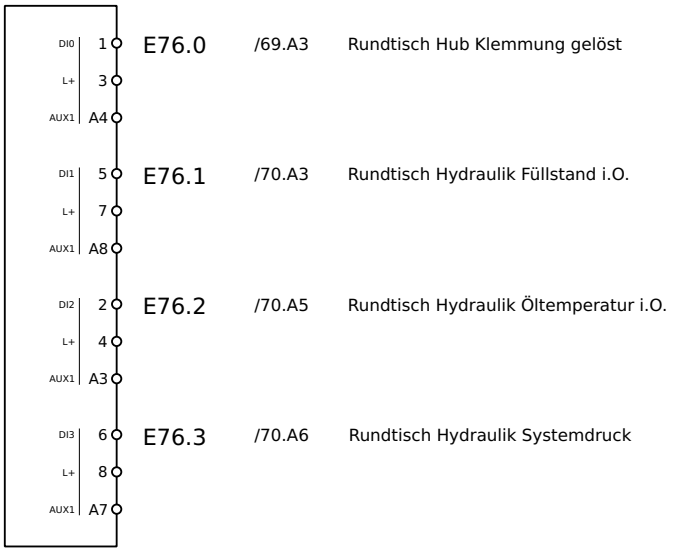 DI0 1 E76.0 /69.A3 Rundtisch Hub Klemmung gelöst
L+ 3
AUX1 A4
DI1 5 E76.1 /70.A3 Rundtisch Hydraulik Füllstand i.O.
L+ 7
AUX1 A8
DI2 2 E76.2 /70.A5 Rundtisch Hydraulik Öltemperatur i.O.
L+ 4
AUX1 A3
DI3 6 E76.3 /70.A6 Rundtisch Hydraulik Systemdruck
L+ 8
AUX1 A7